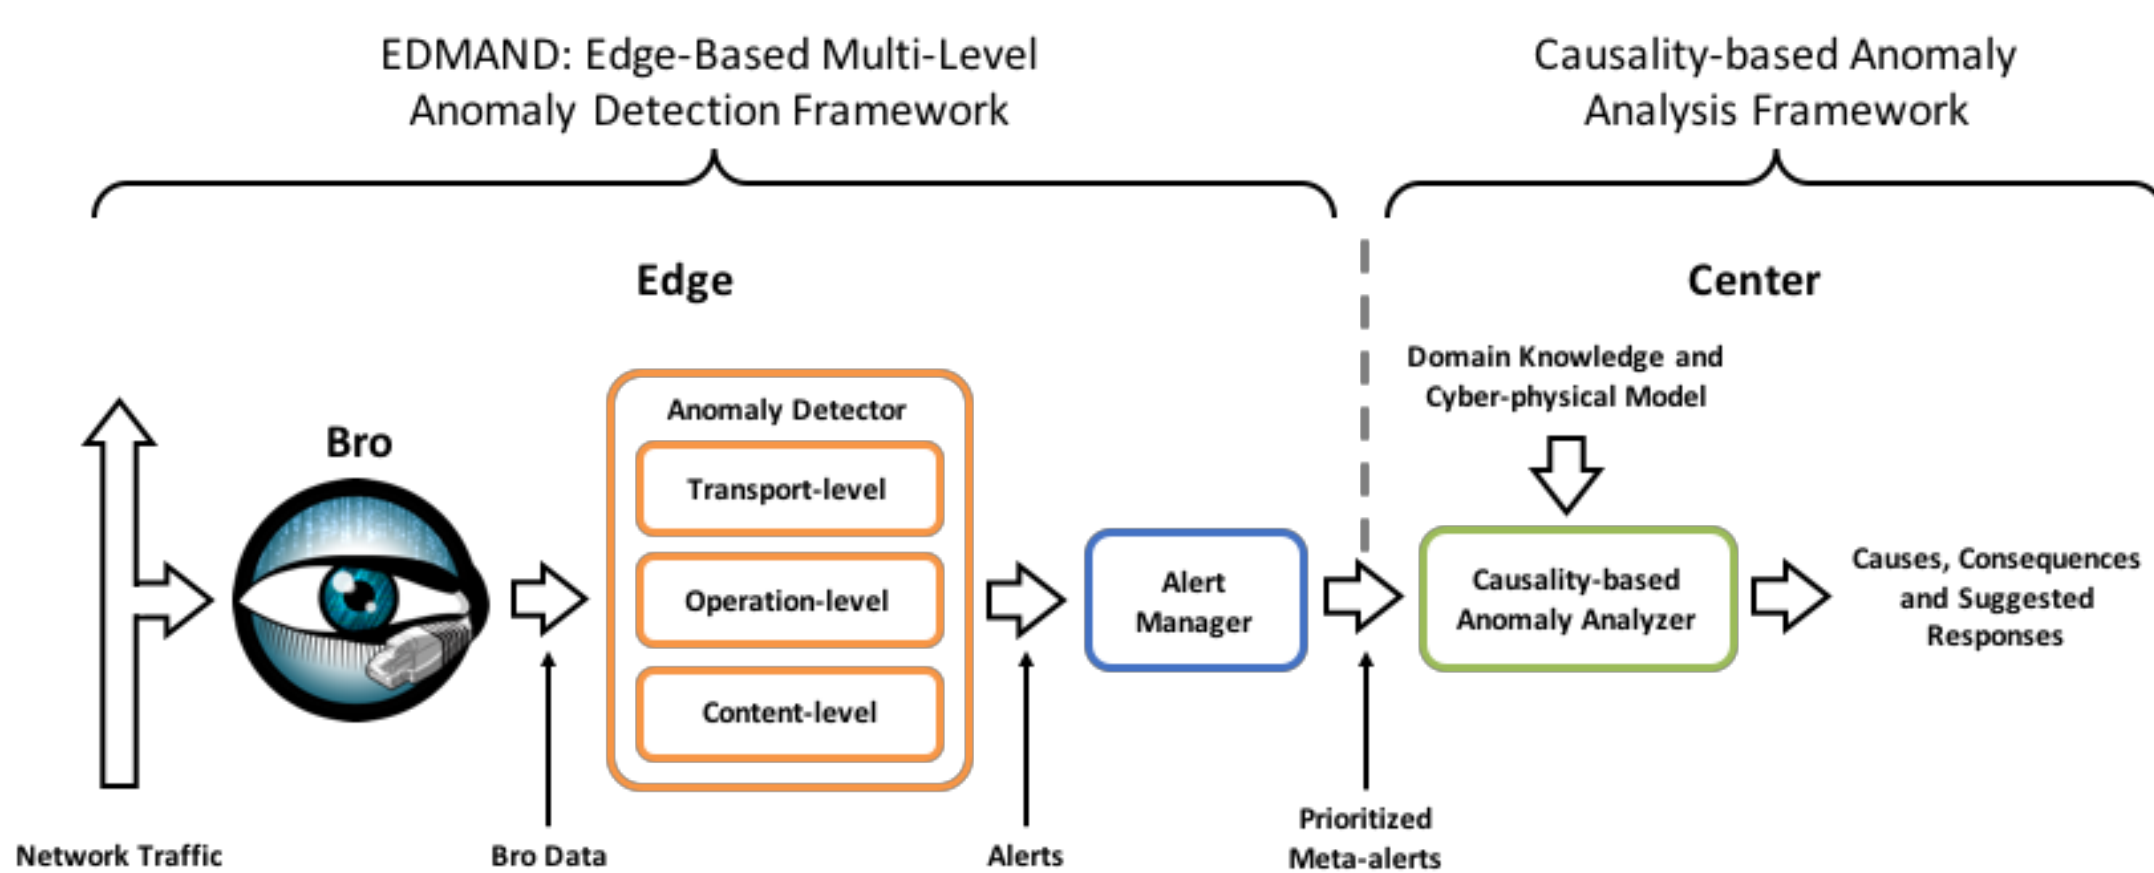 EDMAND: Edge-Based Multi-Level
Anomaly Detection Framework
Causality-based Anomaly
Analysis Framework
Edge
Center
Domain Knowledge and
Cyber-physical Model
Bro
Anomaly Detector
Transport-level
Operation-level
Content-level
Alert
Manager
Causality-based
Anomaly Analyzer
Causes, Consequences
and Suggested
Responses
Network Traffic
Bro Data
Alerts
Prioritized
Meta-alerts